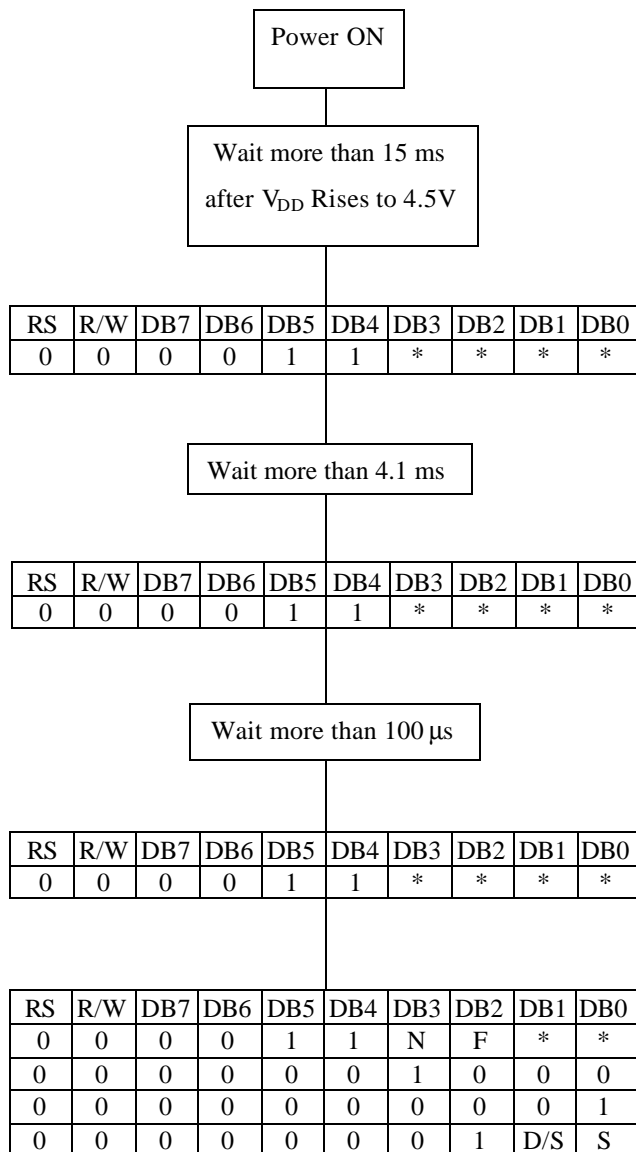 Power ON
Wait more than 15 ms
after VDD Rises to 4.5V
RS R/W DB7 DB6 DB5 DB4 DB3 DB2 DB1 DB0
0 0 0 0 1 1 * * * *
Wait more than 4.1 ms
RS R/W DB7 DB6 DB5 DB4 DB3 DB2 DB1 DB0
0 0 0 0 1 1 * * * *
Wait more than 100 µs
RS R/W DB7 DB6 DB5 DB4 DB3 DB2 DB1 DB0
0 0 0 0 1 1 * * * *
RS R/W DB7 DB6 DB5 DB4 DB3 DB2 DB1 DB0
0 0 0 0 1 1 N F * *
0 0 0 0 0 0 1 0 0 0
0 0 0 0 0 0 0 0 0 1
0 0 0 0 0 0 0 1 D/S S